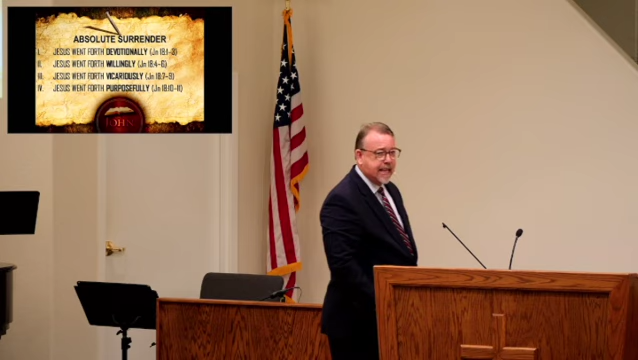 ABSOLUTE SURRENDER
I. JESUS WENT FORTH DEVOTIONALLY (Jn 18:1-3)
II. JESUS WENT FORTH WILLINGLY (Jn 18:4-6)
III. JESUS WENT FORTH VICARIOUSLY (Jn 18:7-9)
IV. JESUS WENT FORTH PURPOSEFULLY (Jn 18:10-11)
JOHN